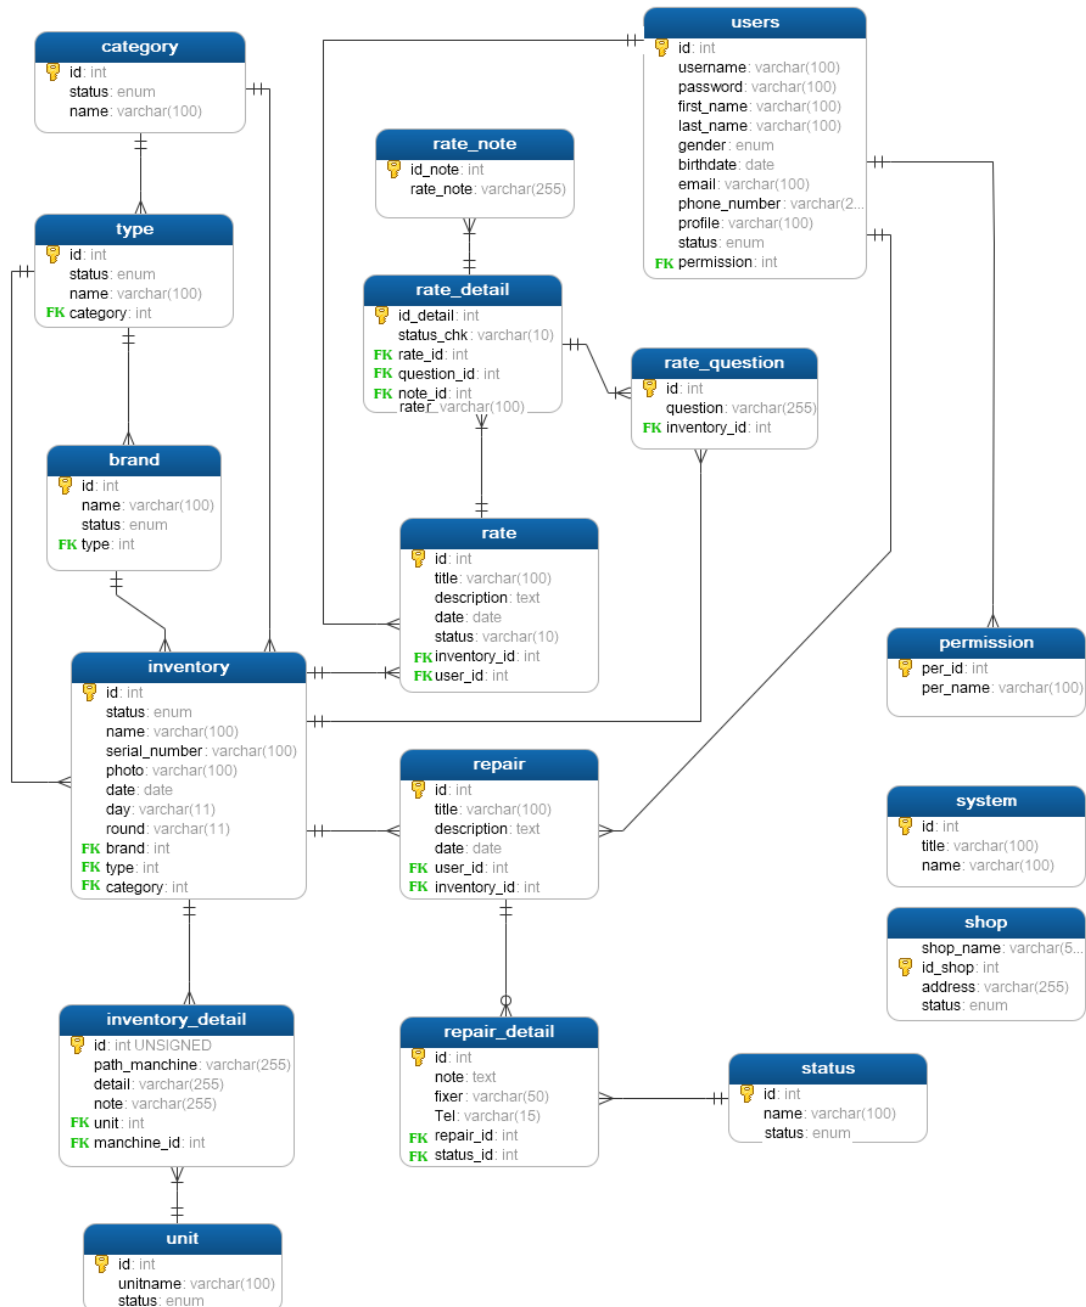 category
id: int
status: enum
name: varchar(100)
type
id: int
status: enum
name: varchar(100)
FK category: int
brand
id: int
name: varchar(100)
status: enum
FK type: int
inventory
id: int
status: enum
name: varchar(100)
serial_number: varchar(100)
photo: varchar(100)
date: date
day: varchar(11)
round: varchar(11)
FK brand: int
FK type: int
FK category: int
inventory_detail
id: int UNSIGNED
path_manchine: varchar(255)
detail: varchar(255)
note: varchar(255)
FK unit: int
FK manchine_id: int
unit
id: int
unitname: varchar(100)
status: enum
rate_note
id_note: int
rate_note: varchar(255)
rate_detail
id_detail: int
status_chk: varchar(10)
FK rate_id: int
FK question_id: int
FK note_id: int
rater varchar(100)
rate
id: int
title: varchar(100)
description: text
date: date
status: varchar(10)
FK inventory_id: int
FK user_id: int
repair
id: int
title: varchar(100)
description: text
date: date
FK user_id: int
FK inventory_id: int
repair_detail
id: int
note: text
fixer: varchar(50)
Tel: varchar(15)
FK repair_id: int
FK status_id: int
users
id: int
username: varchar(100)
password: varchar(100)
first_name: varchar(100)
last_name: varchar(100)
gender: enum
birthdate: date
email: varchar(100)
phone_number: varchar(2...
profile: varchar(100)
status: enum
FK permission: int
rate_question
id: int
question: varchar(255)
FK inventory_id: int
permission
per_id: int
per_name: varchar(100)
system
id: int
title: varchar(100)
name: varchar(100)
shop
shop_name: varchar(5...
id_shop: int
address: varchar(255)
status: enum
status
id: int
name: varchar(100)
status: enum